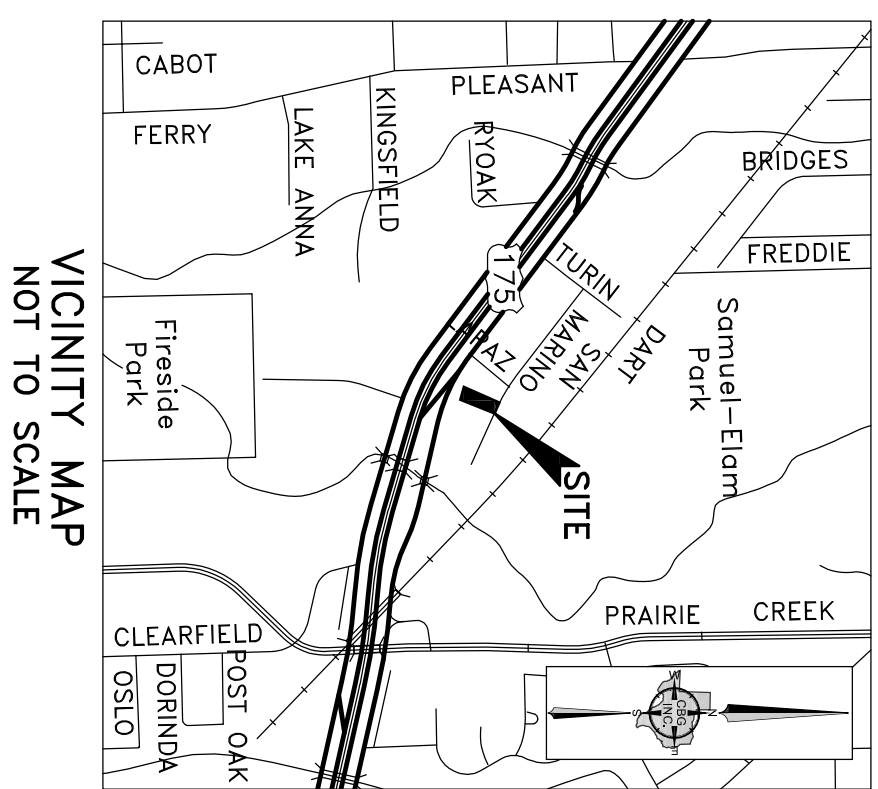 CABOT
PLEASANT
FERRY
LAKE ANNA
KINGSFIELD
RYOAK
BRIDGES
FREDDIE
TURIN
175
PAZ
SAN
MARINO
DART
Samuel-Elam
Park
Fireside
Park
SITE
PRAIRIE CREEK
CLEARFIELD
OSLO
DORINDA
POST OAK
N
S
W
E
CBG
INC.
VICINITY MAP
NOT TO SCALE